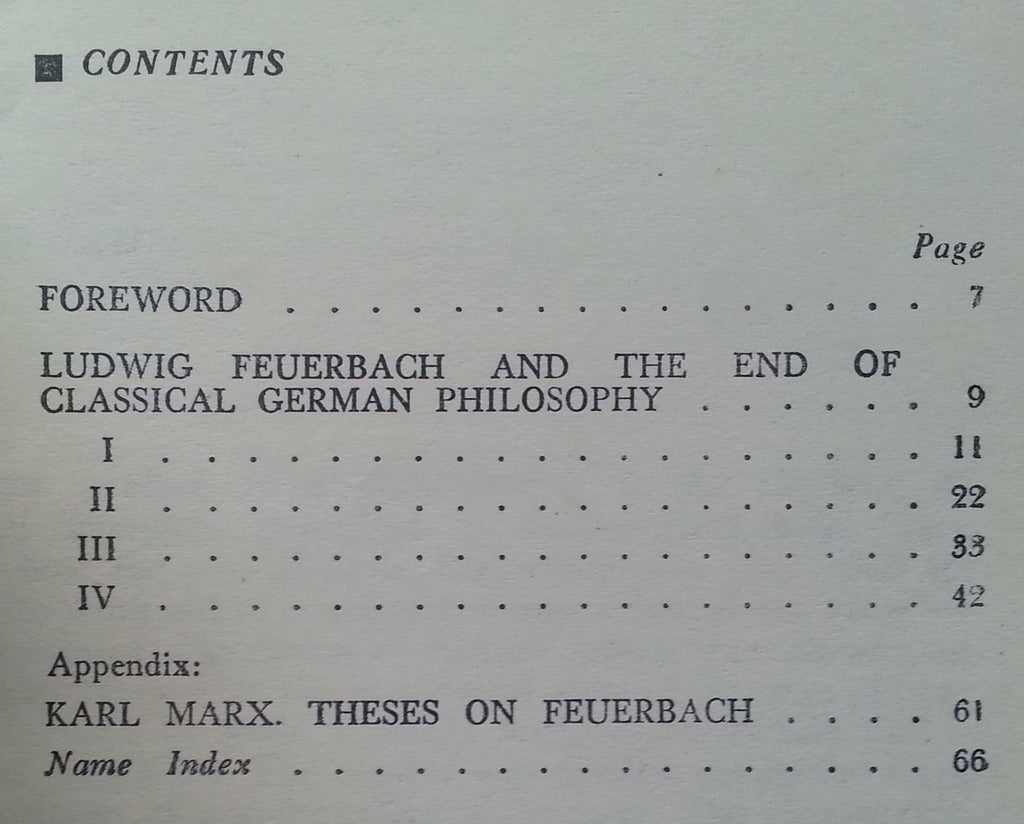 CONTENTS
Page
FOREWORD . . . . . . . . . . . . . . . . 7
LUDWIG FEUERBACH AND THE END OF
CLASSICAL GERMAN PHILOSOPHY . . . . . . 9
I . . . . . . . . . . . . . . . . . . . 11
II . . . . . . . . . . . . . . . . . . . 22
III . . . . . . . . . . . . . . . . . . . 33
IV . . . . . . . . . . . . . . . . . . . 42
Appendix:
KARL MARX. THESES ON FEUERBACH . . . . 61
Name Index . . . . . . . . . . . . . . . . 66